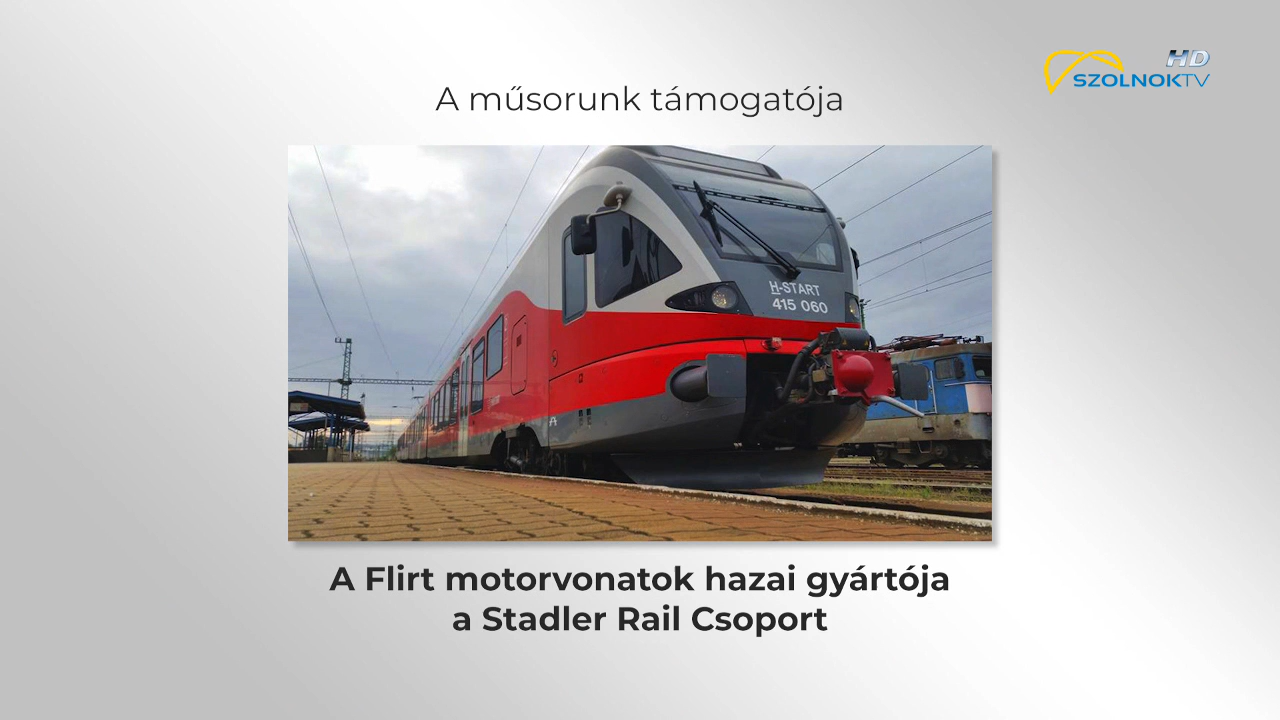 HD
SZOLNOKTV
A műsorunk támogatója
H-START
415 060
A Flirt motorvonatok hazai gyártója
a Stadler Rail Csoport